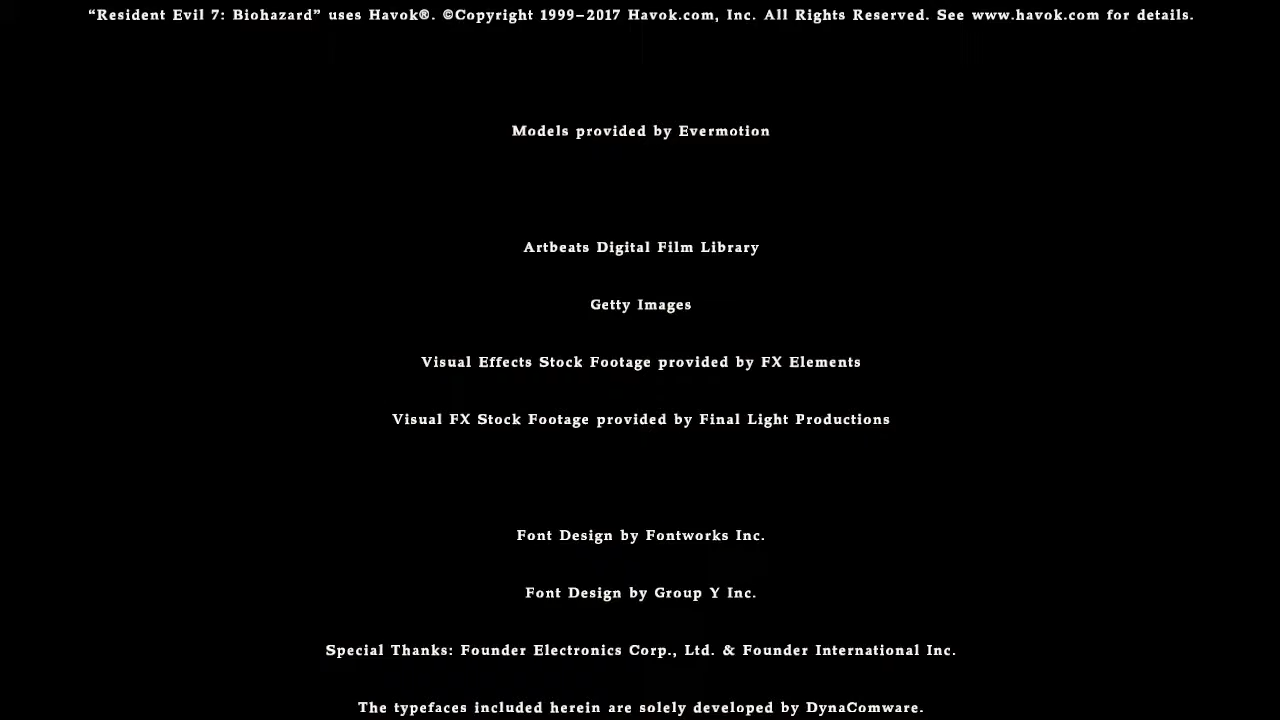 “Resident Evil 7: Biohazard” uses Havok®. ©Copyright 1999–2017 Havok.com, Inc. All Rights Reserved. See www.havok.com for details.
Models provided by Evermotion
Artbeats Digital Film Library
Getty Images
Visual Effects Stock Footage provided by FX Elements
Visual FX Stock Footage provided by Final Light Productions
Font Design by Fontworks Inc.
Font Design by Group Y Inc.
Special Thanks: Founder Electronics Corp., Ltd. & Founder International Inc.
The typefaces included herein are solely developed by DynaComware.